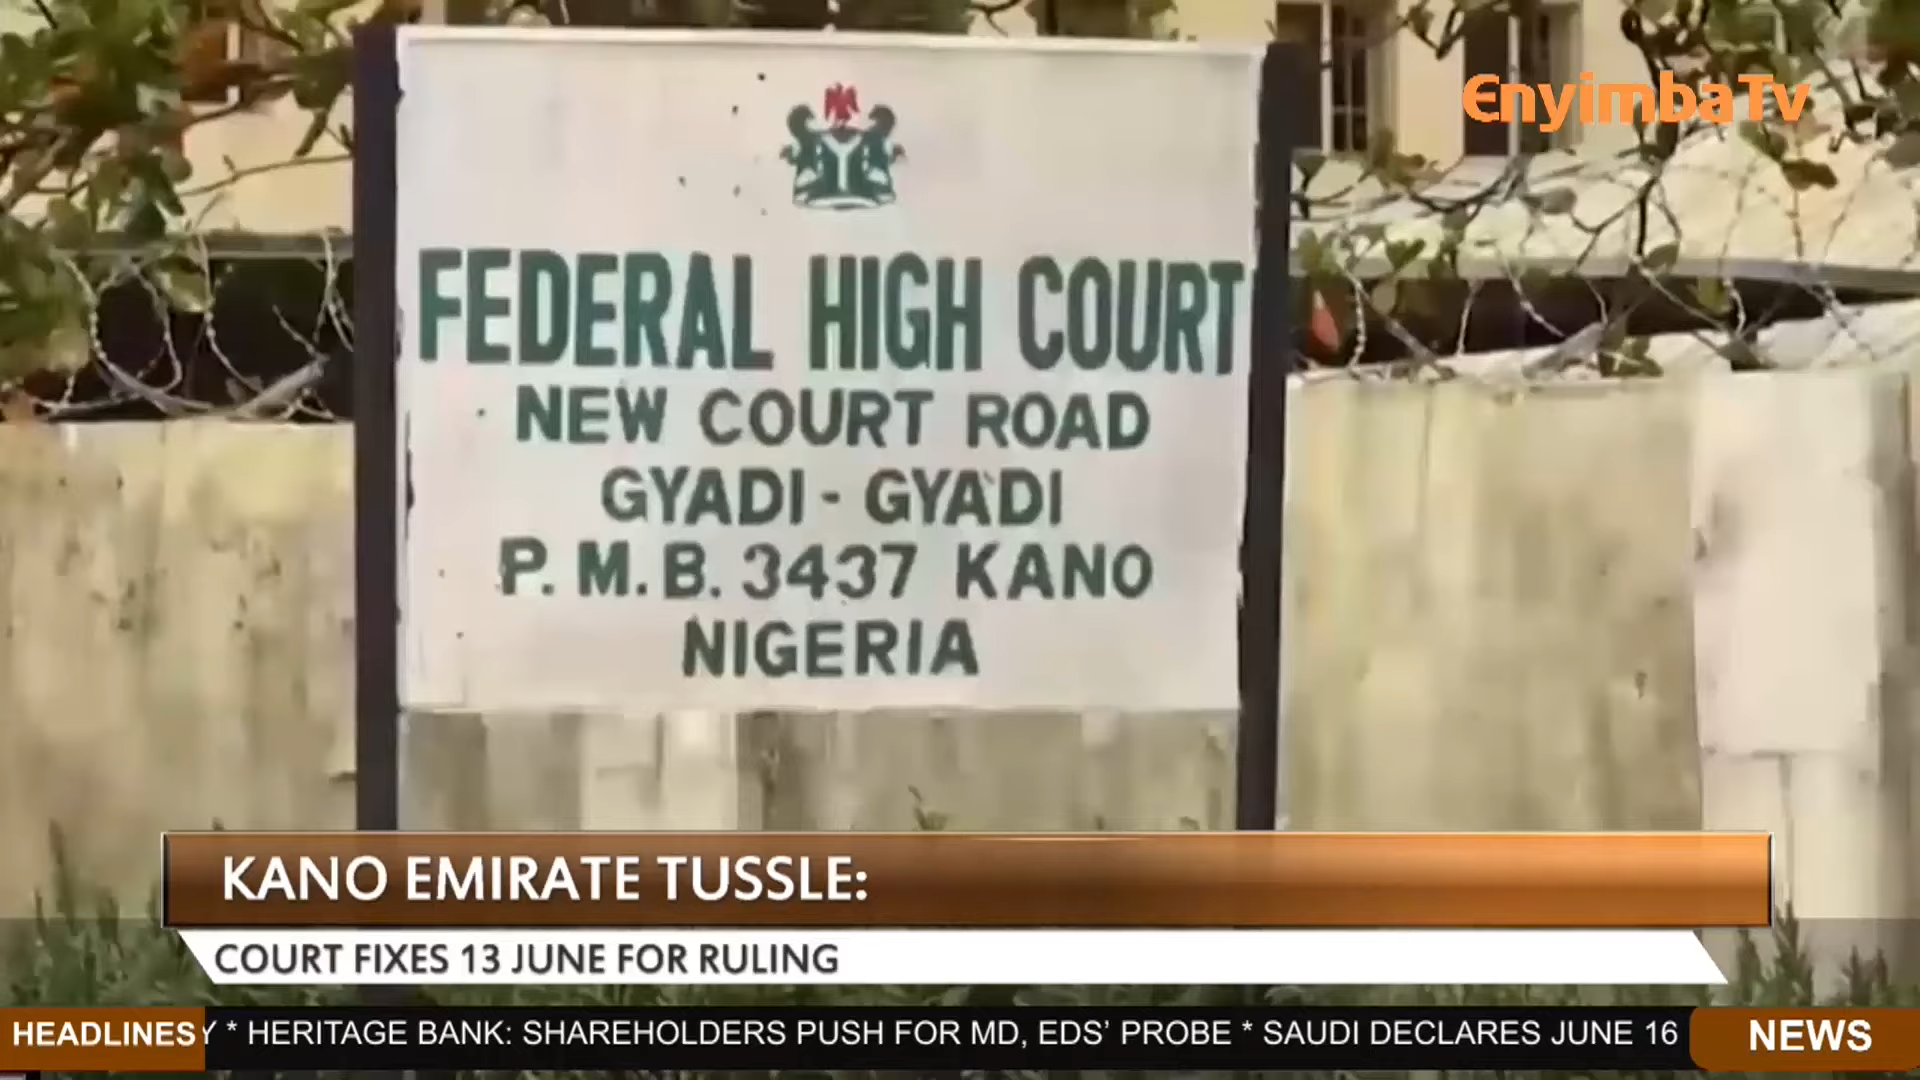 EnyimbaTv
FEDERAL HIGH COURT
NEW COURT ROAD
GYADI - GYADI
P. M. B. 3437 KANO
NIGERIA
KANO EMIRATE TUSSLE:
COURT FIXES 13 JUNE FOR RULING
HEADLINES Y * HERITAGE BANK: SHAREHOLDERS PUSH FOR MD, EDS’ PROBE * SAUDI DECLARES JUNE 16 NEWS